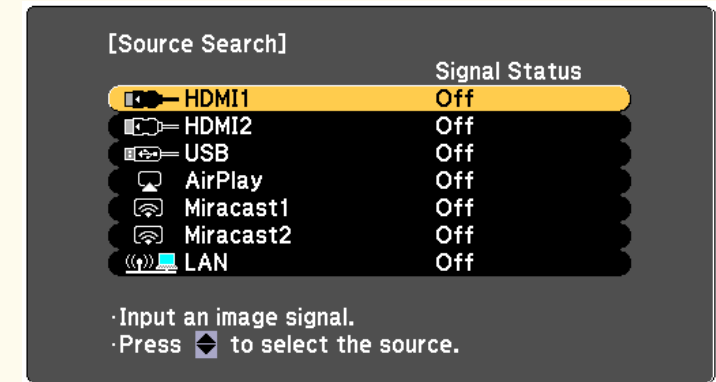 [Source Search]
Signal Status
HDMI1 Off
HDMI2 Off
USB Off
AirPlay Off
Miracast1 Off
Miracast2 Off
LAN Off
·Input an image signal.
·Press to select the source.